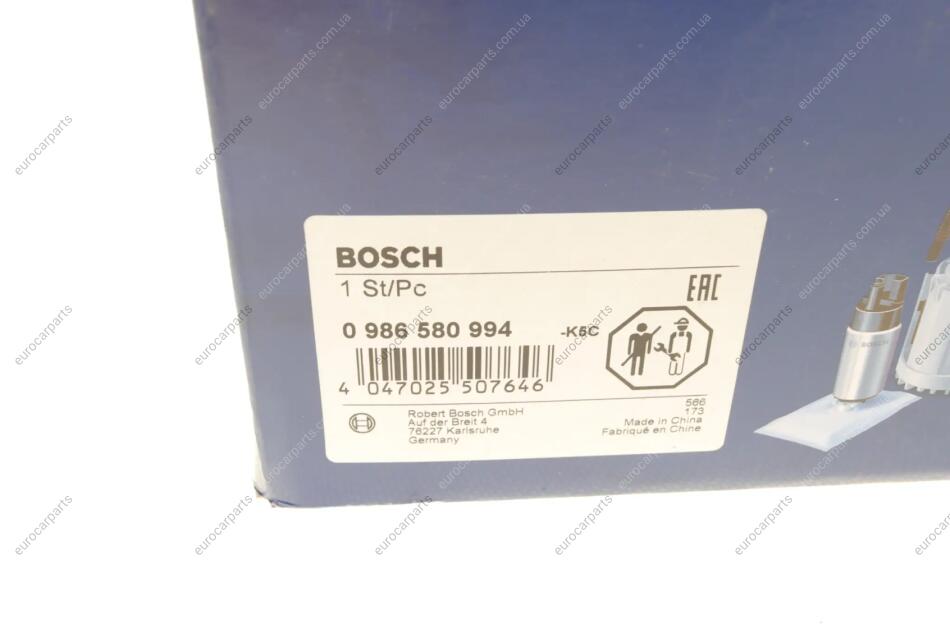 BOSCH
1 St/Pc
EAC
0 986 580 994
-K5C
4 047025 507646
566
173
Robert Bosch GmbH
Auf der Breit 4
76227 Karlsruhe
Germany
Made in China
Fabriqué en Chine
BOSCH
eurocarparts.com.ua